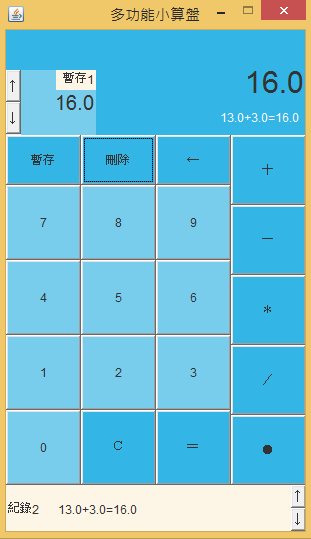 多功能小算盤
↑ 暫存1
16.0 16.0
↓ 13.0+3.0=16.0
暫存 刪除 ← +
7 8 9 −
4 5 6 *
1 2 3 /
0 C = ●
紀錄2 13.0+3.0=16.0 ↑
↓